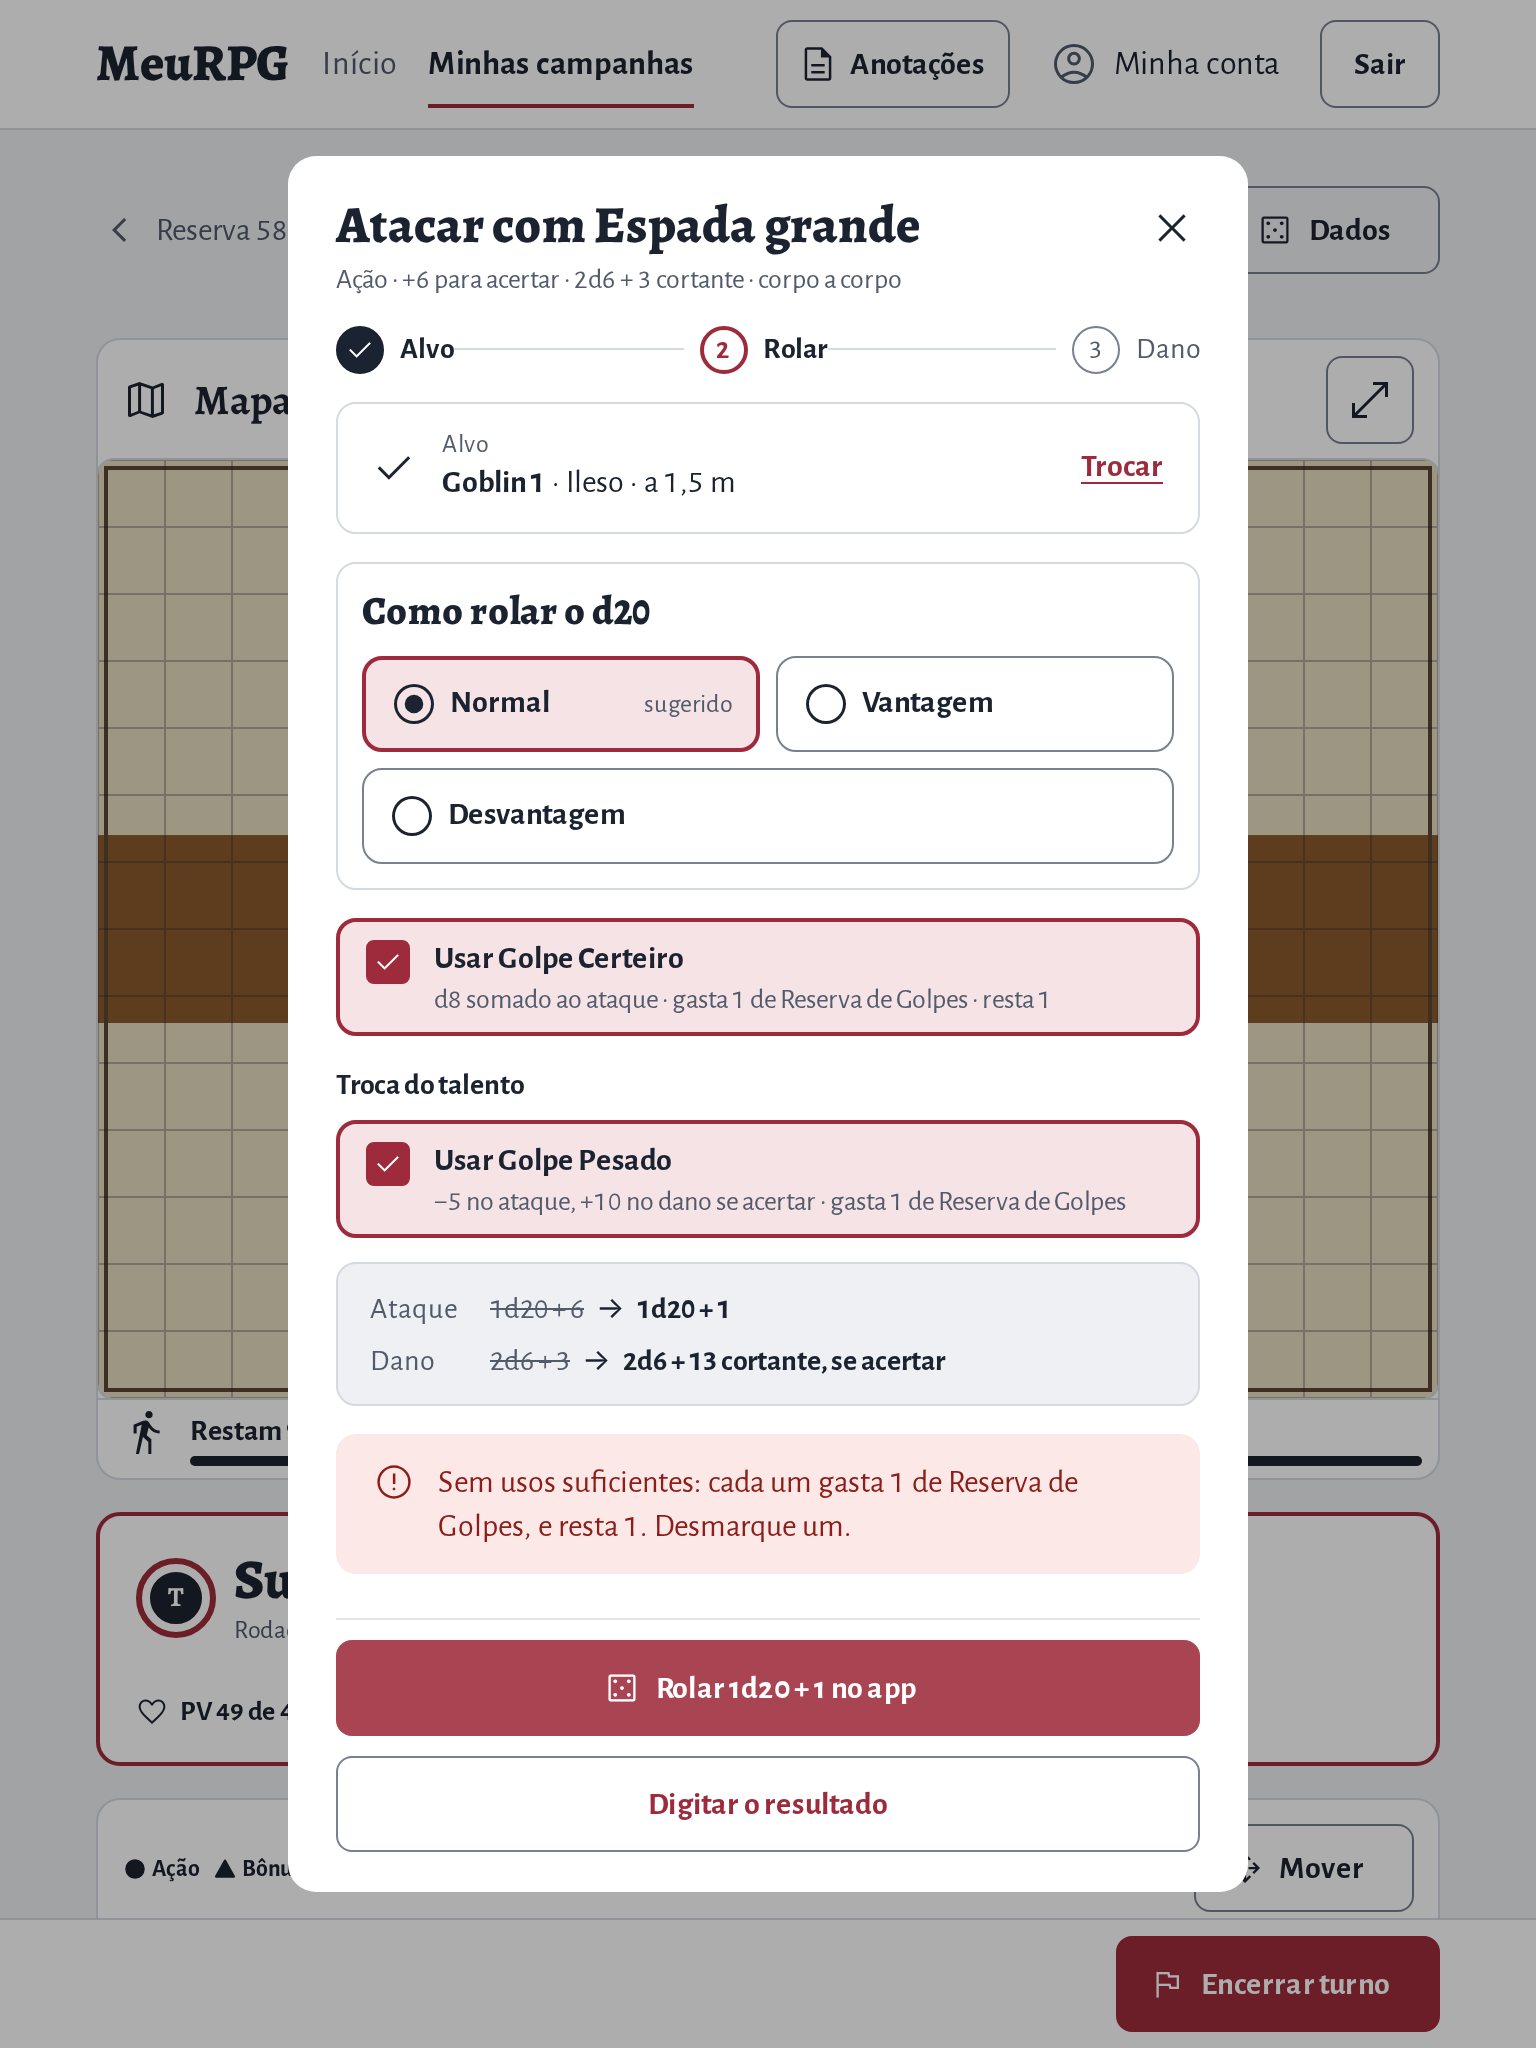 MeuRPG Início Minhas campanhas Anotações Minha conta Sair
Reserva 58
Dados
Mapa
Atacar com Espada grande
Ação · +6 para acertar · 2d6 + 3 cortante · corpo a corpo
Alvo 2 Rolar 3 Dano
Alvo
Goblin 1 · Ileso · a 1,5 m
Trocar
Como rolar o d20
Normal sugerido
Vantagem
Desvantagem
Usar Golpe Certeiro
d8 somado ao ataque · gasta 1 de Reserva de Golpes · resta 1
Troca do talento
Usar Golpe Pesado
−5 no ataque, +10 no dano se acertar · gasta 1 de Reserva de Golpes
Ataque 1d20 + 6 → 1d20 + 1
Dano 2d6 + 3 → 2d6 + 13 cortante, se acertar
Restam
Sem usos suficientes: cada um gasta 1 de Reserva de
Golpes, e resta 1. Desmarque um.
T
PV 49 de
Rolar 1d20 + 1 no app
Digitar o resultado
Ação
Mover
Encerrar turno